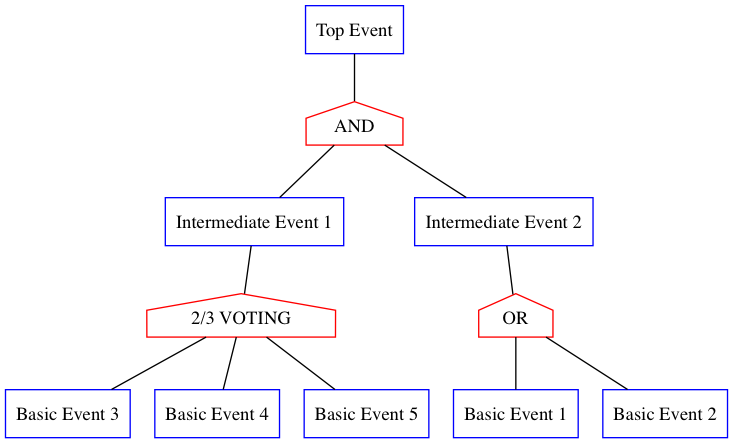 Top Event
AND
Intermediate Event 1
Intermediate Event 2
2/3 VOTING
OR
Basic Event 3
Basic Event 4
Basic Event 5
Basic Event 1
Basic Event 2